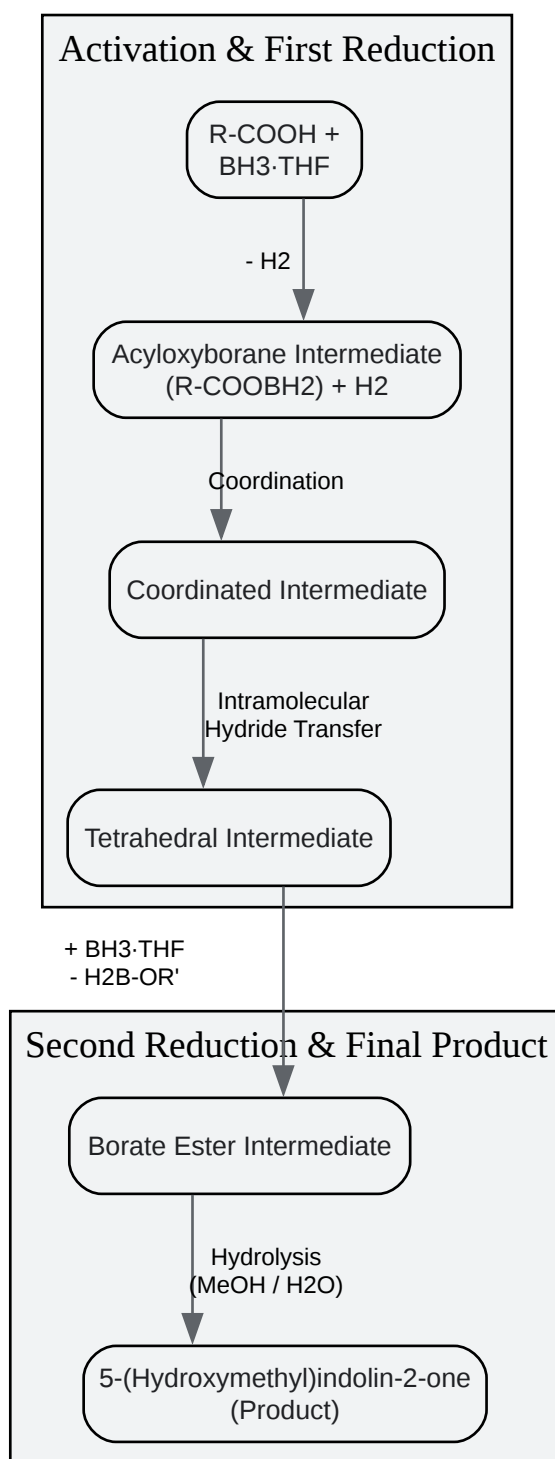 Activation & First Reduction
R-COOH +
BH3·THF
- H2
Acyloxyborane Intermediate
(R-COOBH2) + H2
Coordination
Coordinated Intermediate
Intramolecular
Hydride Transfer
Tetrahedral Intermediate
+ BH3·THF
- H2B-OR'
Second Reduction & Final Product
Borate Ester Intermediate
Hydrolysis
(MeOH / H2O)
5-(Hydroxymethyl)indolin-2-one
(Product)